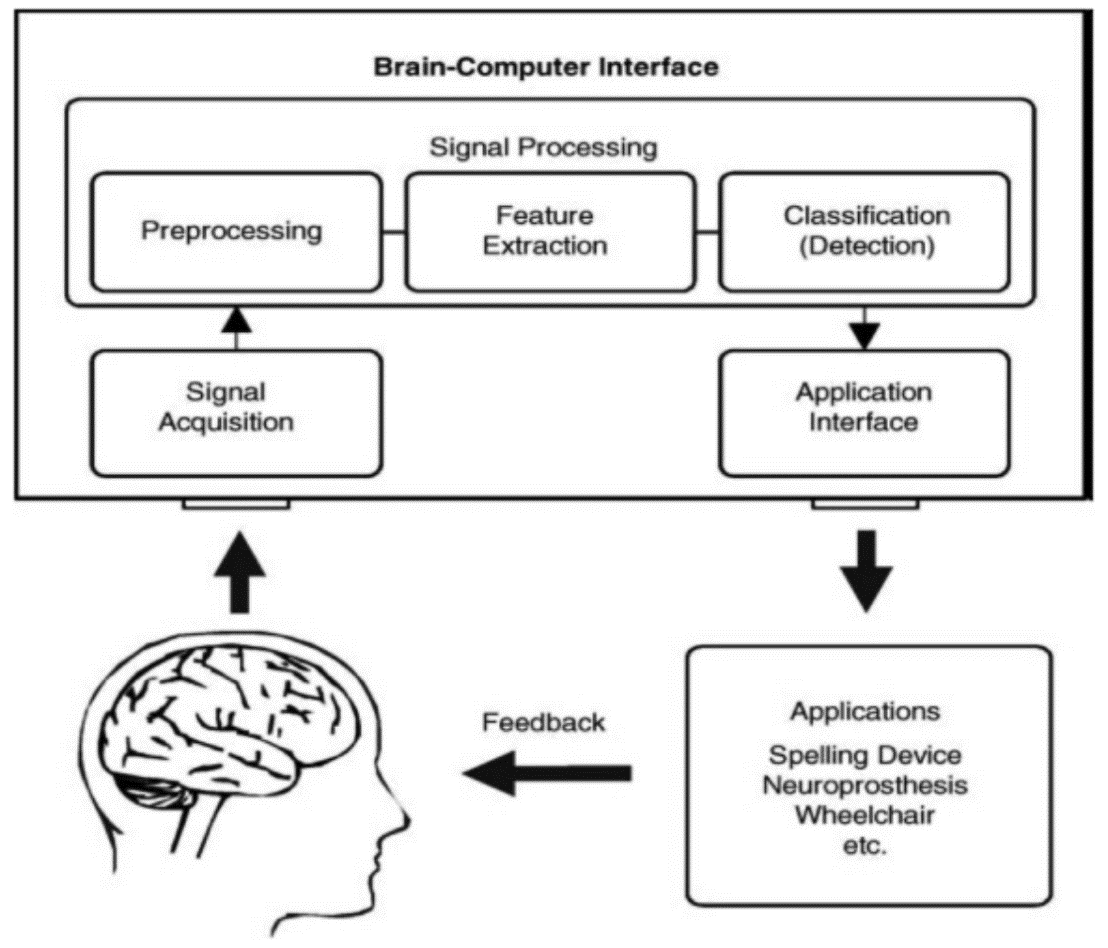 Brain-Computer Interface
Signal Processing
Preprocessing
Feature
Extraction
Classification
(Detection)
Signal
Acquisition
Application
Interface
Feedback
Applications
Spelling Device
Neuroprosthesis
Wheelchair
etc.